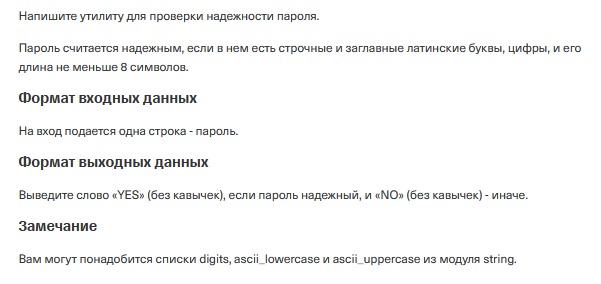 Напишите утилиту для проверки надежности пароля.
Пароль считается надежным, если в нем есть строчные и заглавные латинские буквы, цифры, и его
длина не меньше 8 символов.
Формат входных данных
На вход подается одна строка - пароль.
Формат выходных данных
Выведите слово «YES» (без кавычек), если пароль надежный, и «NO» (без кавычек) - иначе.
Замечание
Вам могут понадобится списки digits, ascii_lowercase и ascii_uppercase из модуля string.